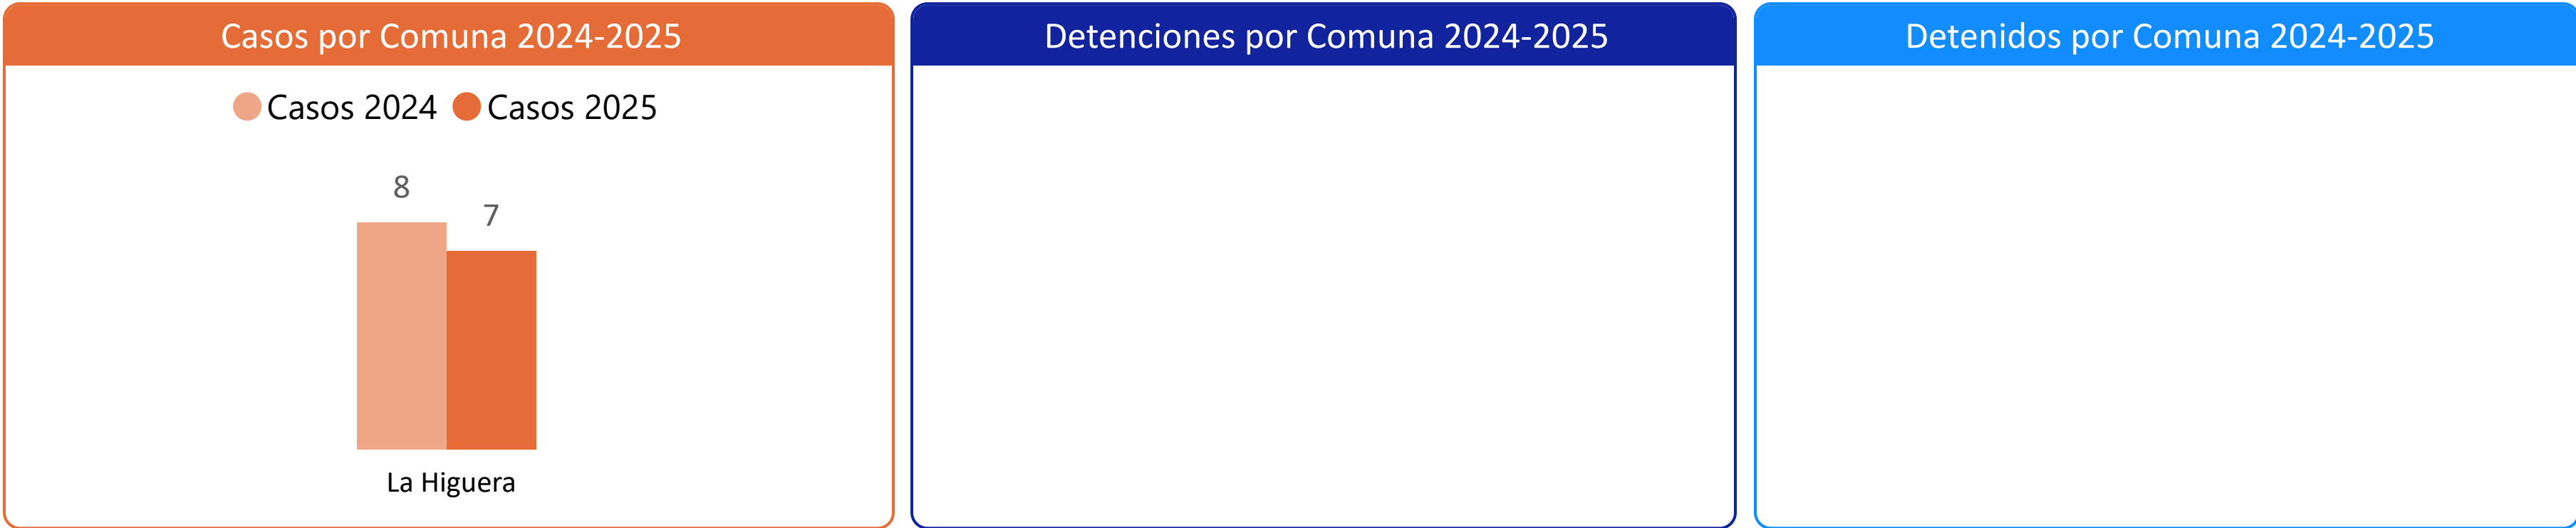 Casos por Comuna 2024-2025
Casos 2024 Casos 2025
8
7
La Higuera
Detenciones por Comuna 2024-2025
Detenidos por Comuna 2024-2025